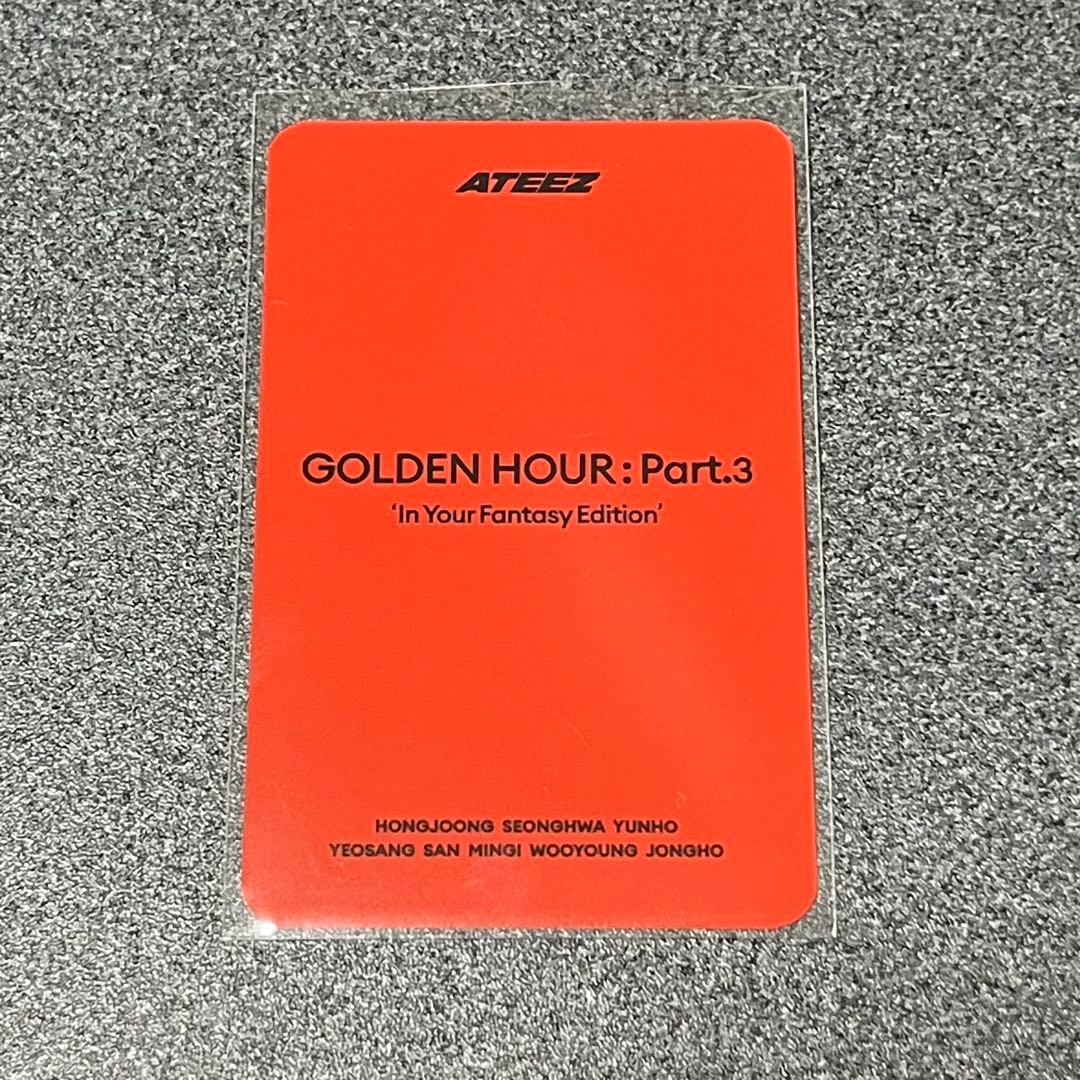 ATEEZ
GOLDEN HOUR : Part.3
‘In Your Fantasy Edition’
HONGJOONG SEONGHWA YUNHO
YEOSANG SAN MINGI WOOYOUNG JONGHO